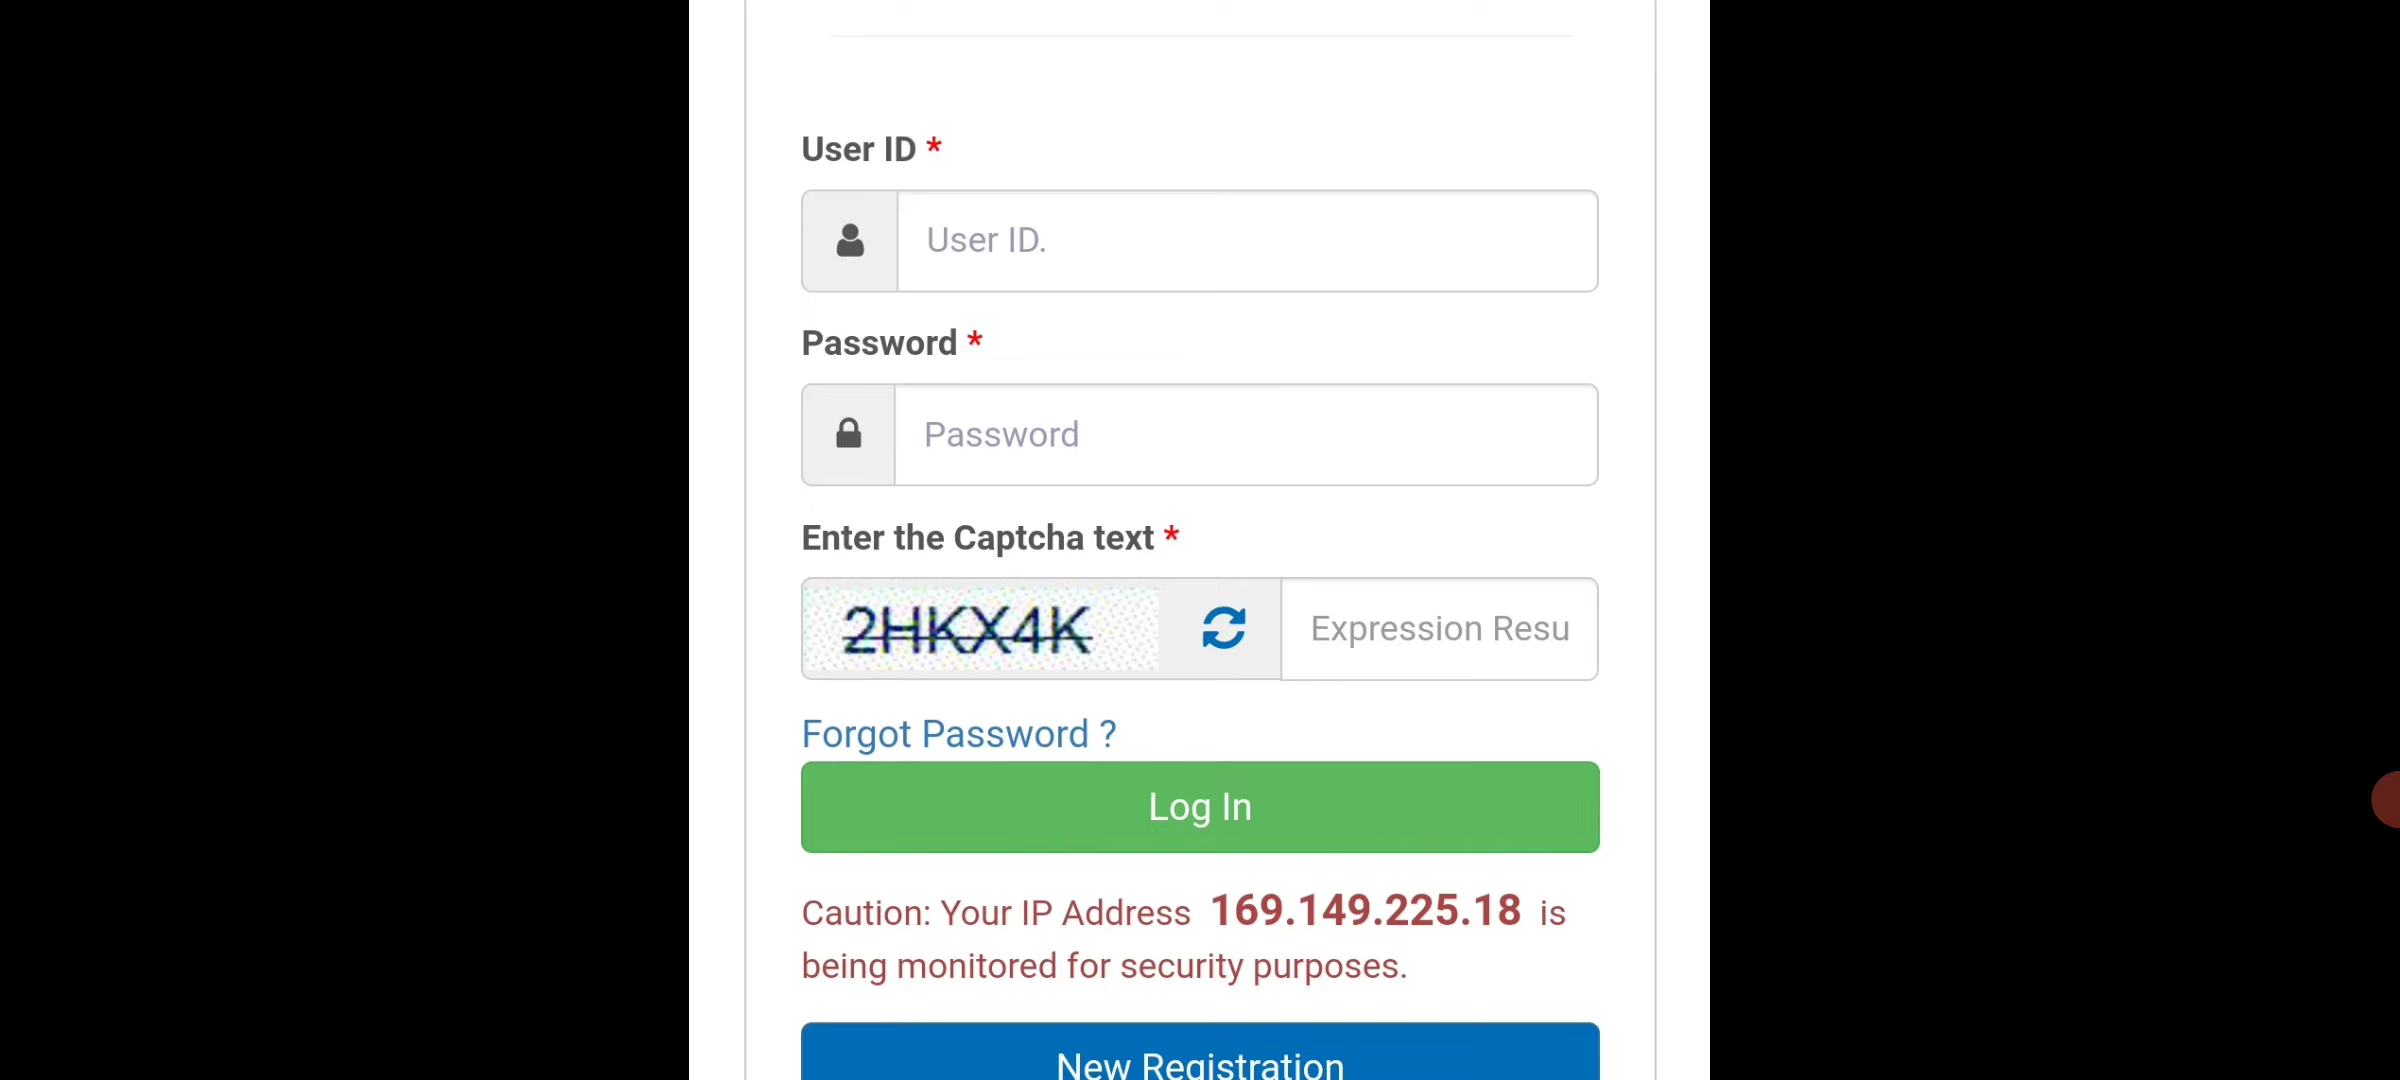 User ID *
User ID.
Password *
Password
Enter the Captcha text *
2HKX4K
Expression Resu
Forgot Password ?
Log In
Caution: Your IP Address 169.149.225.18 is
being monitored for security purposes.
New Registration